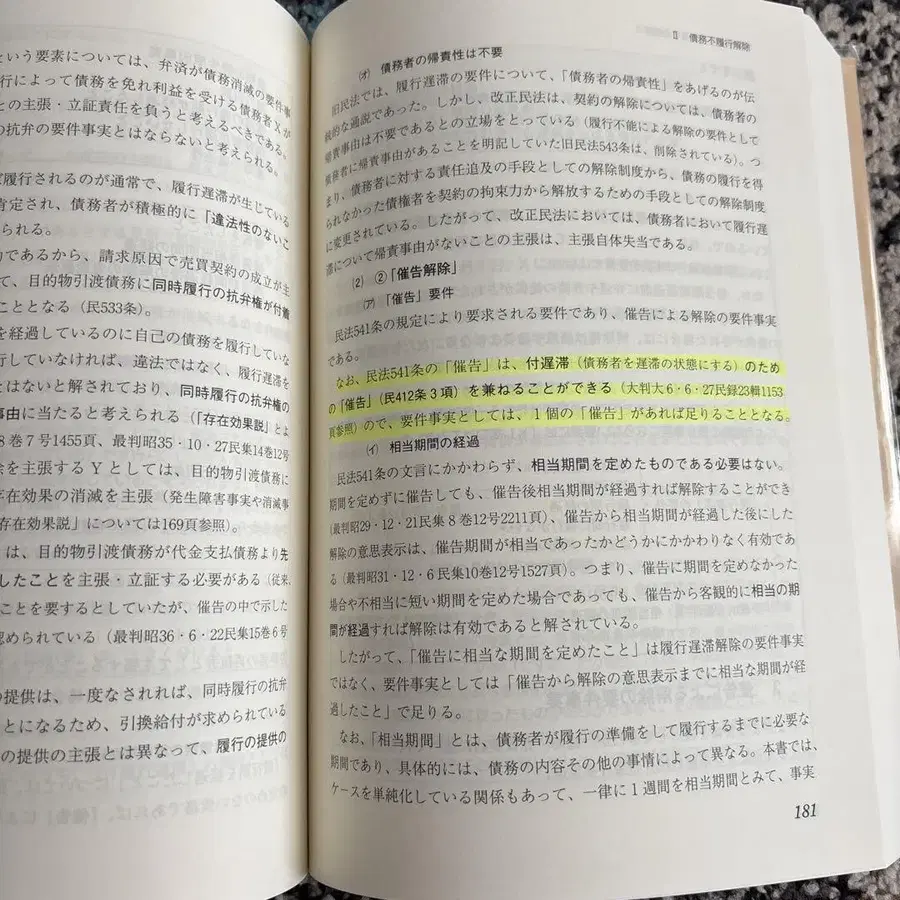 という要素については、弁済が債務消滅の要件事
行によって債務を免れ利益を受ける債務者Xが
との主張・立証責任を負うと考えるべきである。
の抗弁の要件事実とはならないと考えられる。
ば履行されるのが通常で、履行遅滞が生じている
肯定され、債務者が積極的に「違法性のないこ
られる。
であるから、請求原因で売買契約の成立が主
て、目的物引渡債務に同時履行の抗弁権が付着
こととなる（民533条）。
を経過しているのに自己の債務を履行していな
行していなければ、違法ではなく、履行遅滞を
とはないと解されており、同時履行の抗弁権の
事由に当たると考えられる（「存在効果説」とよ
8巻7号1455頁、最判昭35・10・27民集14巻12号
を主張するYとしては、目的物引渡債務に
存在効果の消滅を主張（発生障害事実や消滅事
存在効果説」については169頁参照）。
は、目的物引渡債務が代金支払債務より先
したことを主張・立証する必要がある（従来、
ことを要するとしていたが、催告の中で示した
認められている（最判昭36・6・22民集15巻6号
の提供は、一度なされれば、同時履行の抗弁
とになるため、引換給付が求められている
の提供の主張とは異なって、履行の提供の
Ⅱ 債務不履行解除
(オ) 債務者の帰責性は不要
旧民法では、履行遅滞の要件について、「債務者の帰責性」をあげるのが伝
統的な通説であった。しかし、改正民法は、契約の解除については、債務者の
帰責事由は不要であるとの立場をとっている（履行不能による解除の要件として
債務者に帰責事由があることを明記していた旧民法543条は、削除されている）。つ
まり、債務者に対する責任追及の手段としての解除制度から、債務の履行を得
られなかった債権者を契約の拘束力から解放するための手段としての解除制度
に変更されている。したがって、改正民法においては、債務者において履行遅
滞について帰責事由がないことの主張は、主張自体失当である。
(2) ②「催告解除」
(ア) 「催告」要件
民法541条の規定により要求される要件であり、催告による解除の要件事実
である。
なお、民法541条の「催告」は、付遅滞（債務者を遅滞の状態にする）のため
の「催告」（民412条3項）を兼ねることができる（大判大6・6・27民録23輯1153
頁参照）ので、要件事実としては、1個の「催告」があれば足りることとなる。
(イ) 相当期間の経過
民法541条の文言にかかわらず、相当期間を定めたものである必要はない。
期間を定めずに催告しても、催告後相当期間が経過すれば解除することができ
（最判昭29・12・21民集8巻12号2211頁）、催告から相当期間が経過した後にした
解除の意思表示は、催告期間が相当であったかどうかにかかわりなく有効であ
る（最判昭31・12・6民集10巻12号1527頁）。つまり、催告に期間を定めなかった
場合や不相当に短い期間を定めた場合であっても、催告から客観的に相当の期
間が経過すれば解除は有効であると解されている。
したがって、「催告に相当な期間を定めたこと」は履行遅滞解除の要件事実
ではなく、要件事実としては「催告から解除の意思表示までに相当な期間が経
過したこと」で足りる。
なお、「相当期間」とは、債務者が履行の準備をして履行するまでに必要な
期間であり、具体的には、債務の内容その他の事情によって異なる。本書では、
ケースを単純化している関係もあって、一律に1週間を相当期間とみて、事実
181